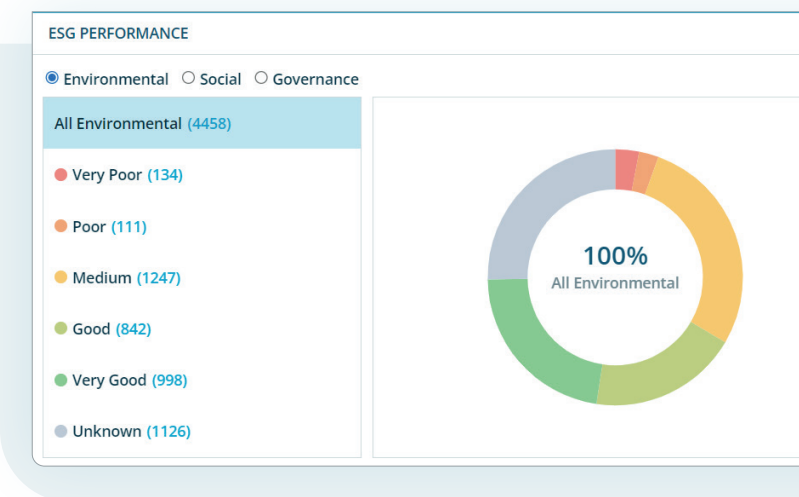 ESG PERFORMANCE
Environmental Social Governance
All Environmental (4458)
Very Poor (134)
Poor (111)
Medium (1247)
Good (842)
Very Good (998)
Unknown (1126)
100%
All Environmental